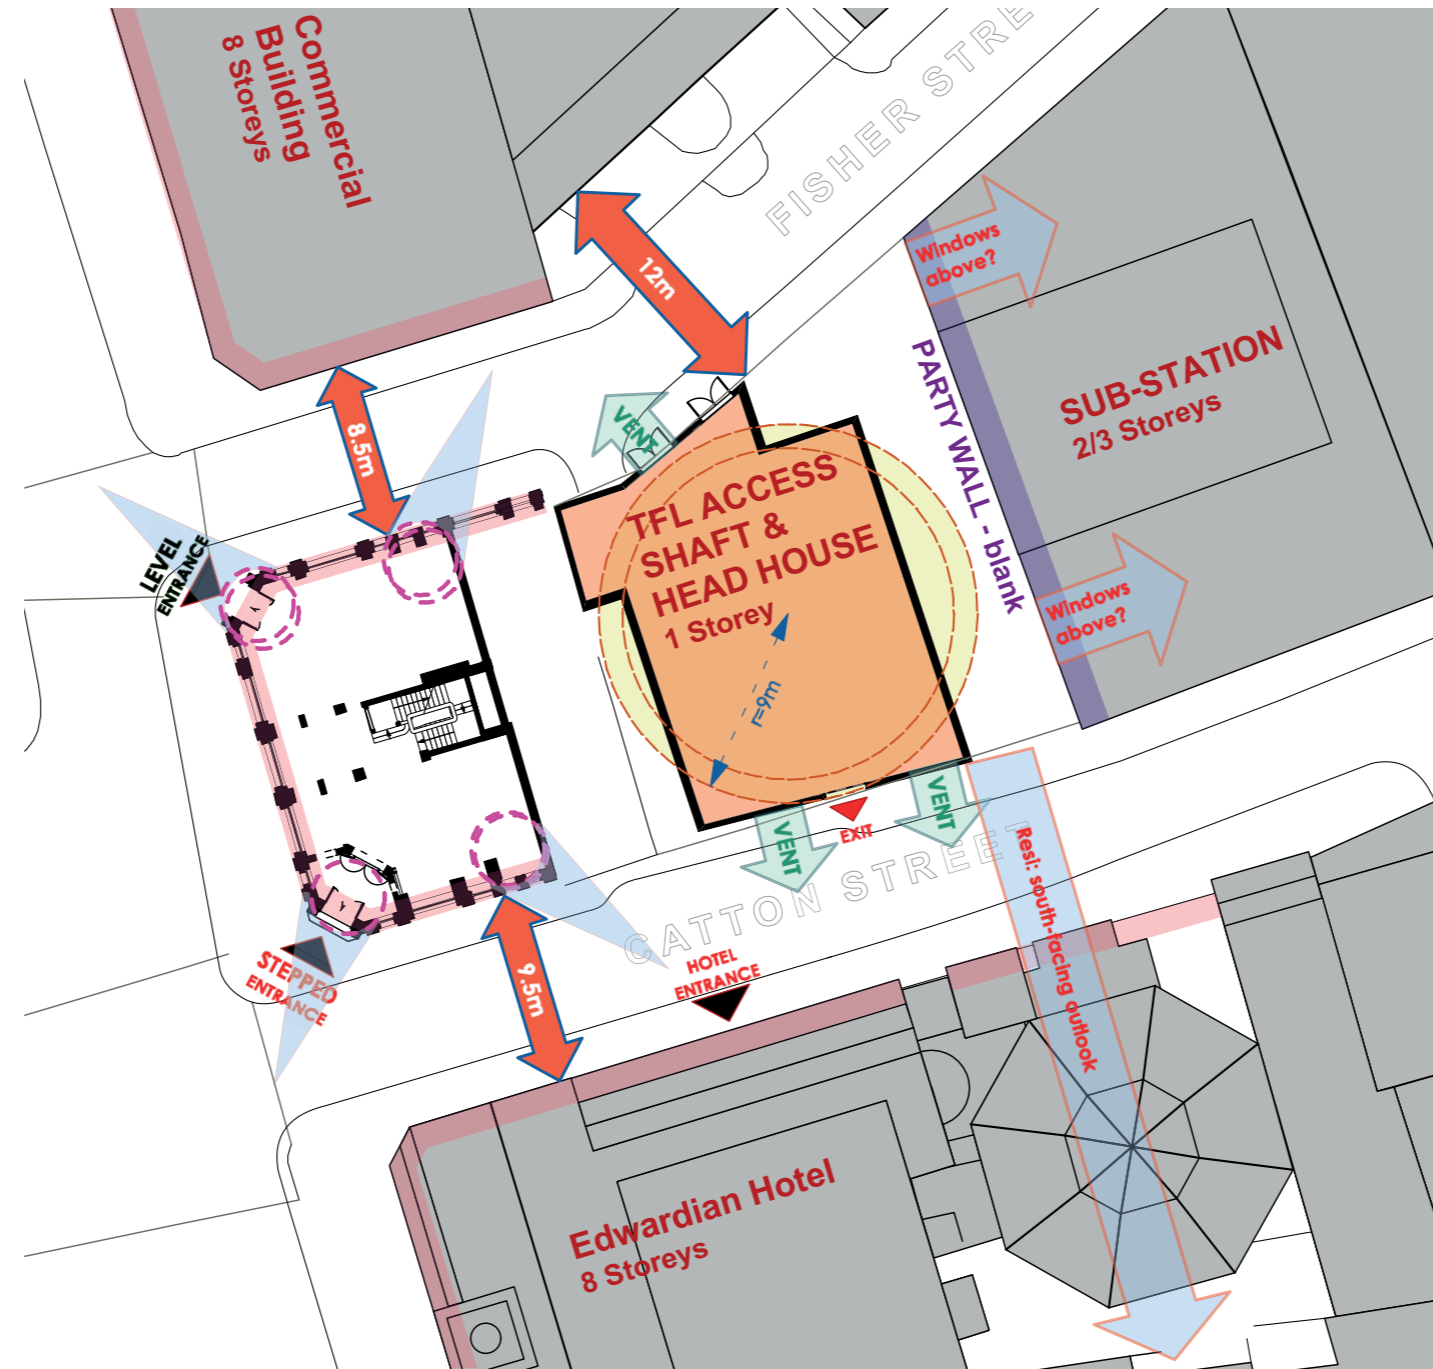 Commercial
Building
8 Storeys
FISHER STRE
12m
Windows
above?
SUB-STATION
2/3 Storeys
8.5m
VENT
PARTY WALL - blank
TFL ACCESS
SHAFT &
HEAD HOUSE
1 Storey
LEVEL
ENTRANCE
Windows
above?
r=9m
VENT
VENT
EXIT
CATTON STREET
Resi: south-facing outlook
STEPPED
ENTRANCE
9.5m
HOTEL
ENTRANCE
Edwardian Hotel
8 Storeys